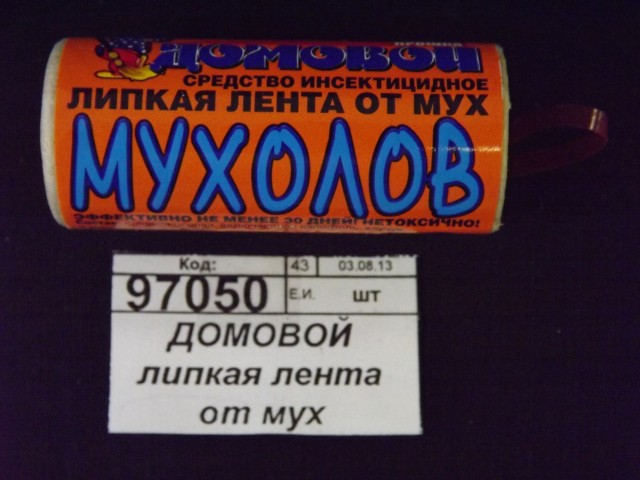 ДОМОВОЙ
СРЕДСТВО ИНСЕКТИЦИДНОЕ
ЛИПКАЯ ЛЕНТА ОТ МУХ
МУХОЛОВ
ЭФФЕКТИВНО НЕ МЕНЕЕ 30 ДНЕЙ! НЕТОКСИЧНО!
Код: 43 03.08.13
97050 Е.И. шт
ДОМОВОЙ
липкая лента
от мух